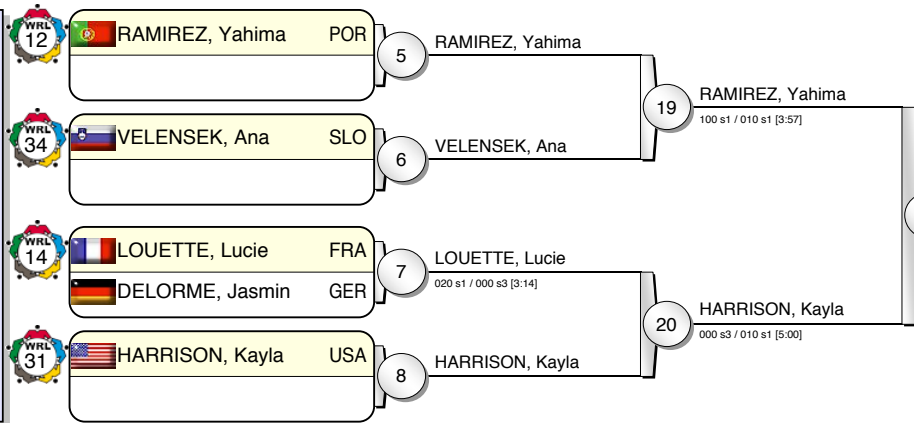 WRL
12
RAMIREZ, Yahima POR
5
RAMIREZ, Yahima
WRL
34
VELENSEK, Ana SLO
6
VELENSEK, Ana
19
RAMIREZ, Yahima
100 s1 / 010 s1 [3:57]
WRL
14
LOUETTE, Lucie FRA
DELORME, Jasmin GER
7
LOUETTE, Lucie
020 s1 / 000 s3 [3:14]
WRL
31
HARRISON, Kayla USA
8
HARRISON, Kayla
20
HARRISON, Kayla
000 s3 / 010 s1 [5:00]